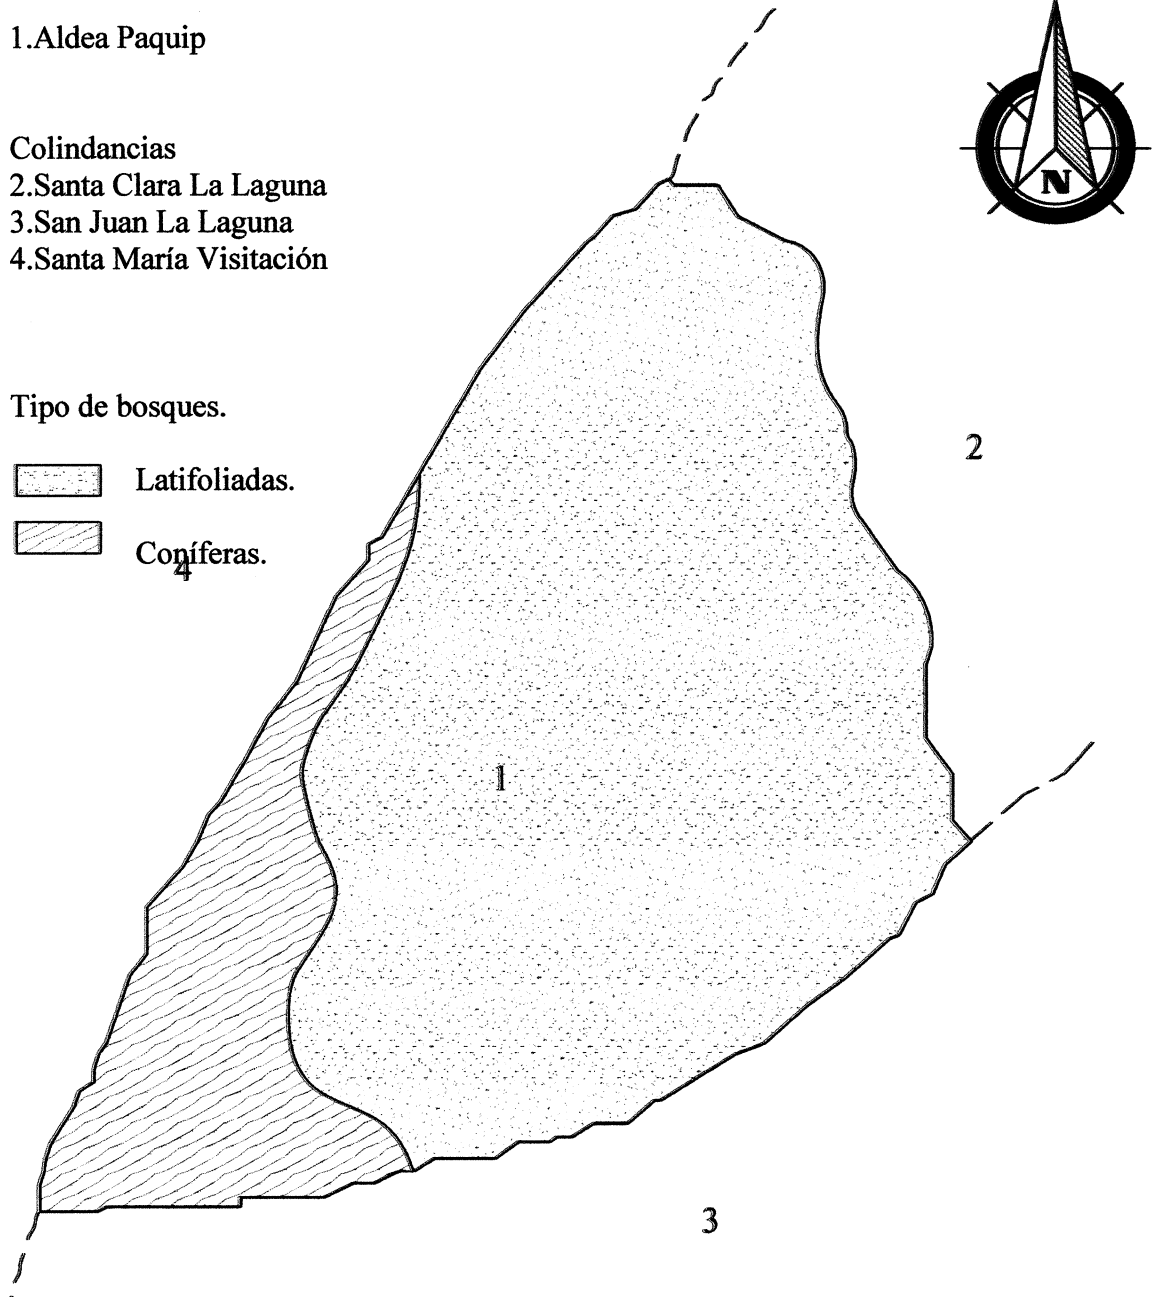 1.Aldea Paquip
Colindancias
2.Santa Clara La Laguna
3.San Juan La Laguna
4.Santa María Visitación
Tipo de bosques.
Latifoliadas.
Coníferas.
4
N
2
1
3